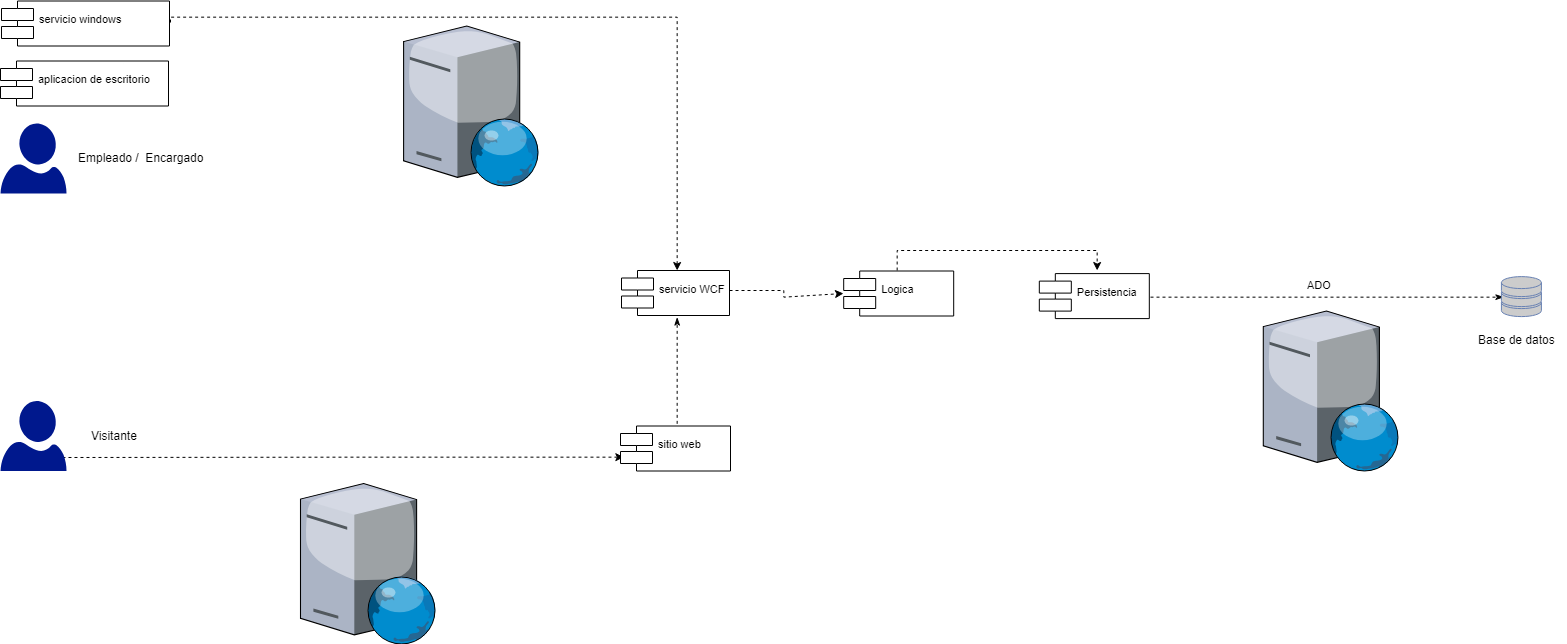 servicio windows
aplicacion de escritorio
Empleado /  Encargado
servicio WCF
Logica
Persistencia
ADO
Base de datos
Visitante
sitio web